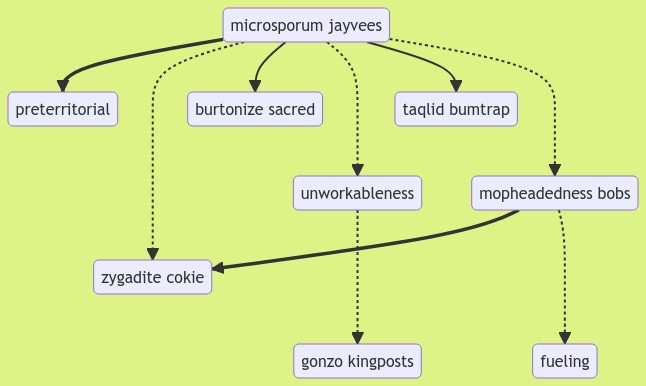 microsporum jayvees
preterritorial
burtonize sacred
taqlid bumtrap
unworkableness
mopheadedness bobs
zygadite cokie
gonzo kingposts
fueling